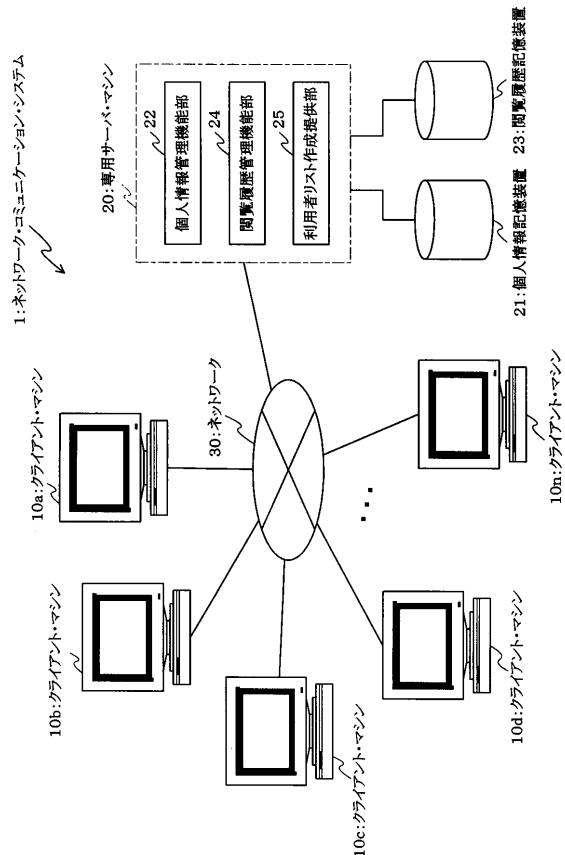 1:ネットワーク・コミュニケーション・システム
20:専用サーバ・マシン
22
個人情報管理機能部
24
閲覧履歴管理機能部
25
利用者リスト作成提供部
21:個人情報記憶装置
23:閲覧履歴記憶装置
30:ネットワーク
10a:クライアント・マシン
10b:クライアント・マシン
10c:クライアント・マシン
10d:クライアント・マシン
10n:クライアント・マシン